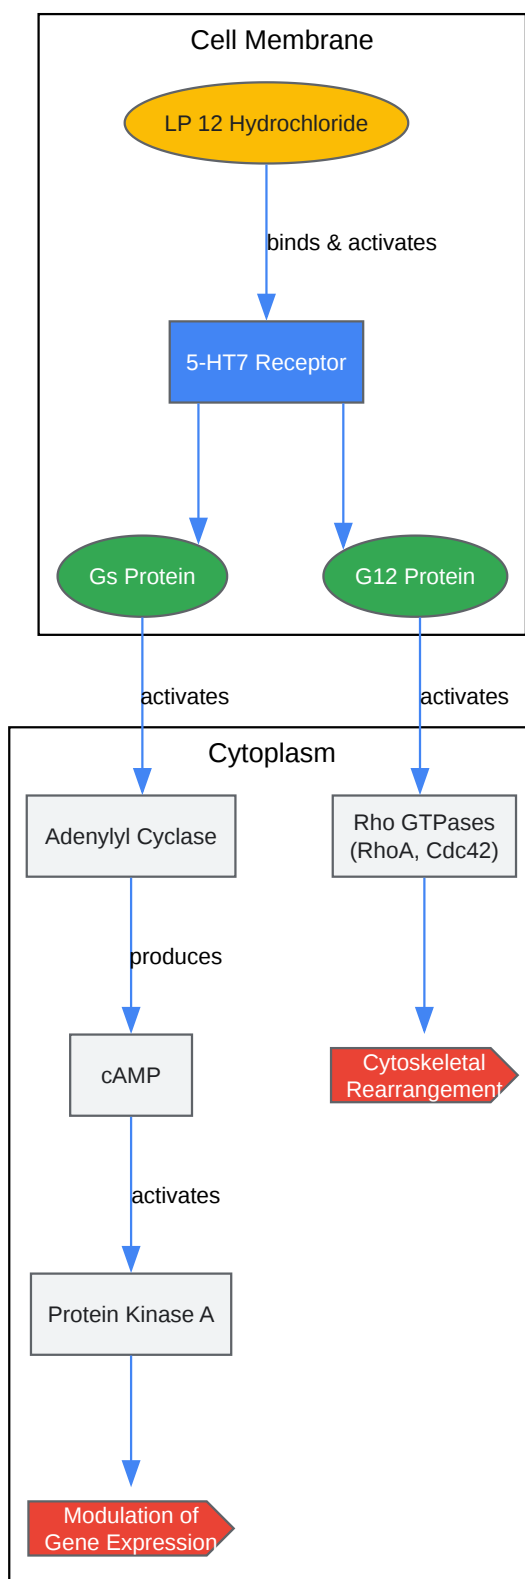 Cell Membrane
LP 12 Hydrochloride
binds & activates
5-HT7 Receptor
Gs Protein
G12 Protein
activates
activates
Cytoplasm
Adenylyl Cyclase
Rho GTPases
(RhoA, Cdc42)
produces
cAMP
Cytoskeletal
Rearrangement
activates
Protein Kinase A
Modulation of
Gene Expression